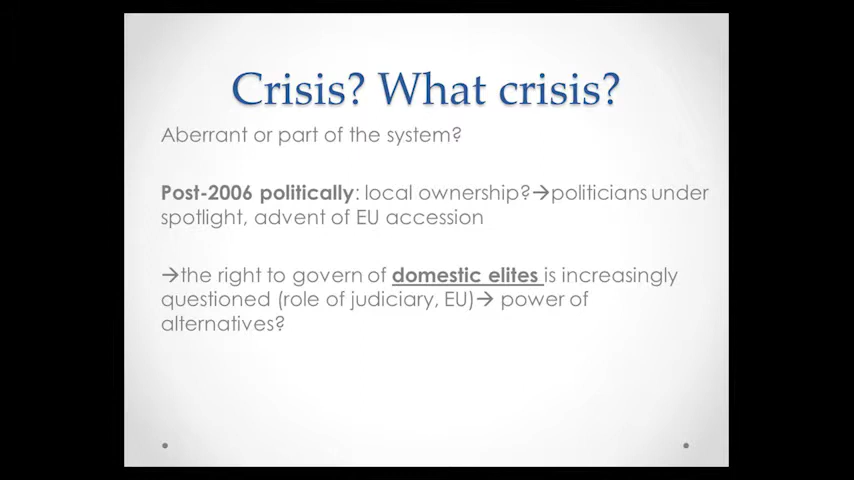 Crisis? What crisis?
Aberrant or part of the system?
Post-2006 politically: local ownership?→politicians under
spotlight, advent of EU accession
→the right to govern of domestic elites is increasingly
questioned (role of judiciary, EU)→ power of
alternatives?